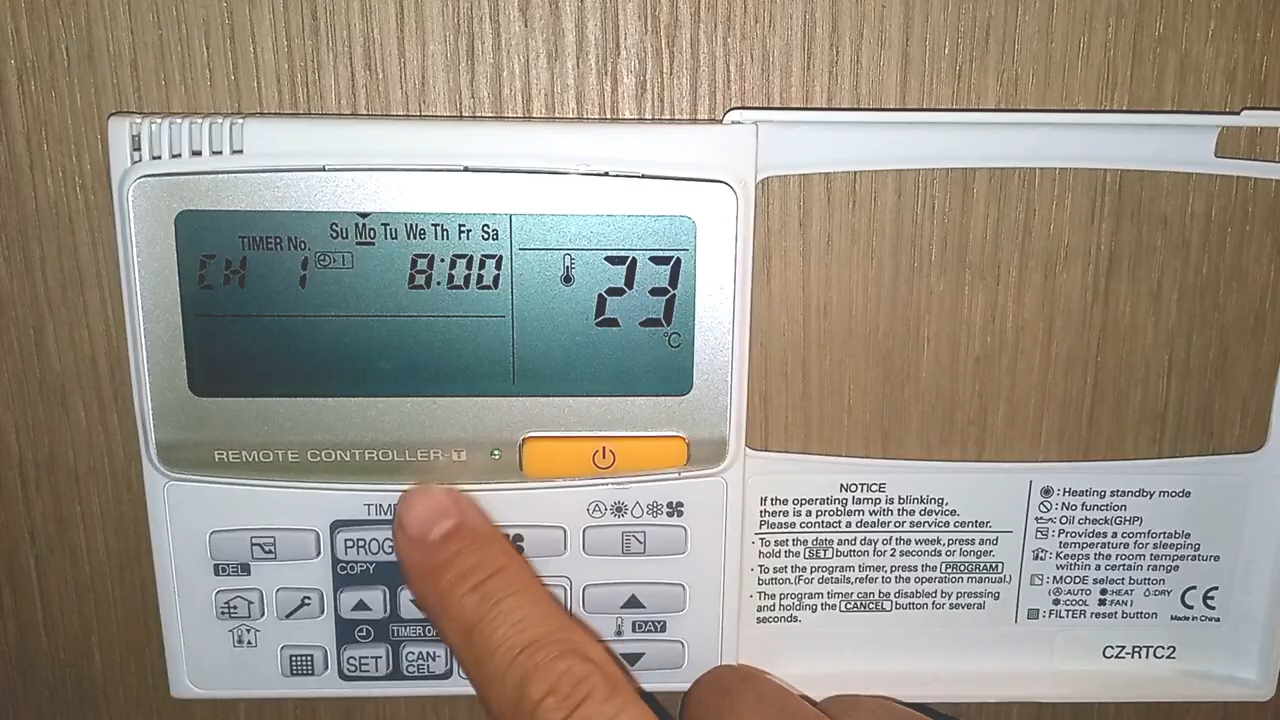 Su Mo Tu We Th Fr Sa
TIMER No.
CH 1 8:00
23
°C
REMOTE CONTROLLER-T
TIM
PROG
DEL
COPY
DAY
SET
CAN-
CEL
NOTICE
If the operating lamp is blinking,
there is a problem with the device.
Please contact a dealer or service center.
・To set the date and day of the week, press and
hold the SET button for 2 seconds or longer.
・To set the program timer, press the PROGRAM
button.(For details,refer to the operation manual.)
・The program timer can be disabled by pressing
and holding the CANCEL button for several
seconds.
: Heating standby mode
: No function
: Oil check(GHP)
: Provides a comfortable
temperature for sleeping
: Keeps the room temperature
within a certain range
: MODE select button
(Ⓐ:AUTO :HEAT :DRY
:COOL :FAN)
: FILTER reset button
CE
Made in China
CZ-RTC2